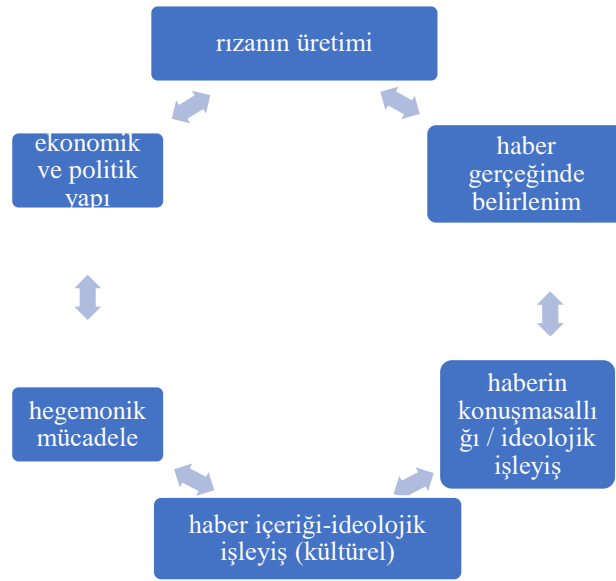 rızanın üretimi
ekonomik
ve politik
yapı
haber
gerçeğinde
belirlenim
hegemonik
mücadele
haberin
konuşmasallı
ğı / ideolojik
işleyiş
haber içeriği-ideolojik
işleyiş (kültürel)